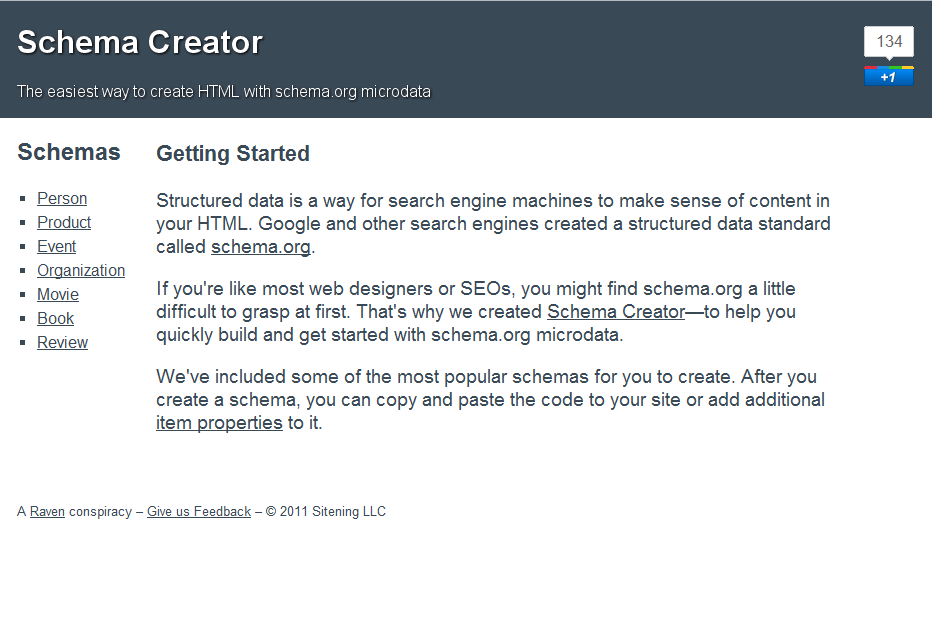 Schema Creator
134
+1
The easiest way to create HTML with schema.org microdata
Schemas
Person
Product
Event
Organization
Movie
Book
Review
Getting Started
Structured data is a way for search engine machines to make sense of content in
your HTML. Google and other search engines created a structured data standard
called schema.org.
If you're like most web designers or SEOs, you might find schema.org a little
difficult to grasp at first. That's why we created Schema Creator—to help you
quickly build and get started with schema.org microdata.
We've included some of the most popular schemas for you to create. After you
create a schema, you can copy and paste the code to your site or add additional
item properties to it.
A Raven conspiracy – Give us Feedback – © 2011 Sitening LLC